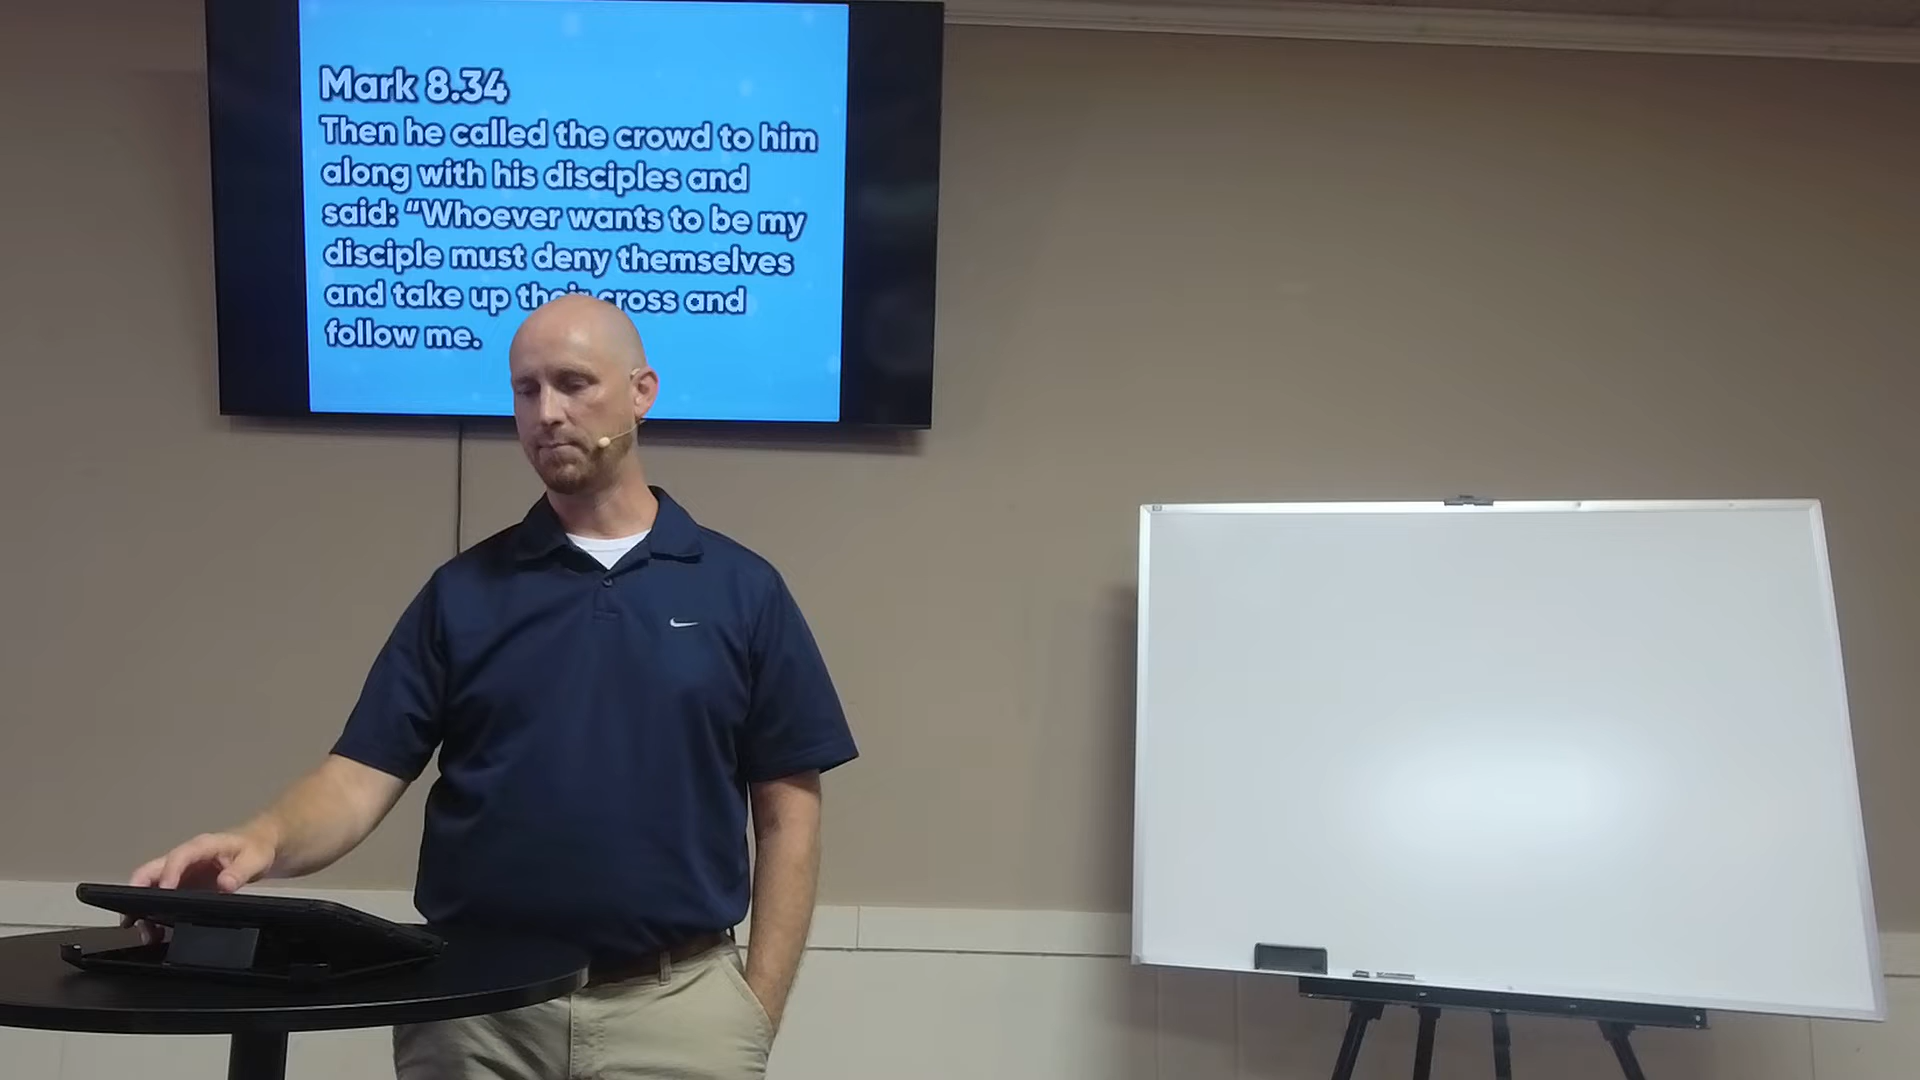 Mark 8.34
Then he called the crowd to him
along with his disciples and
said: “Whoever wants to be my
disciple must deny themselves
and take up their cross and
follow me.